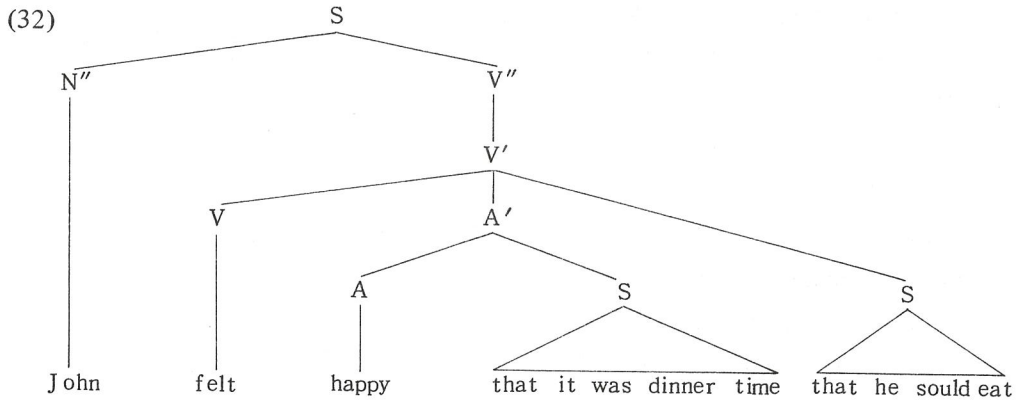 (32) S
N″ V″
V′
V A′
A S S
John felt happy that it was dinner time that he sould eat